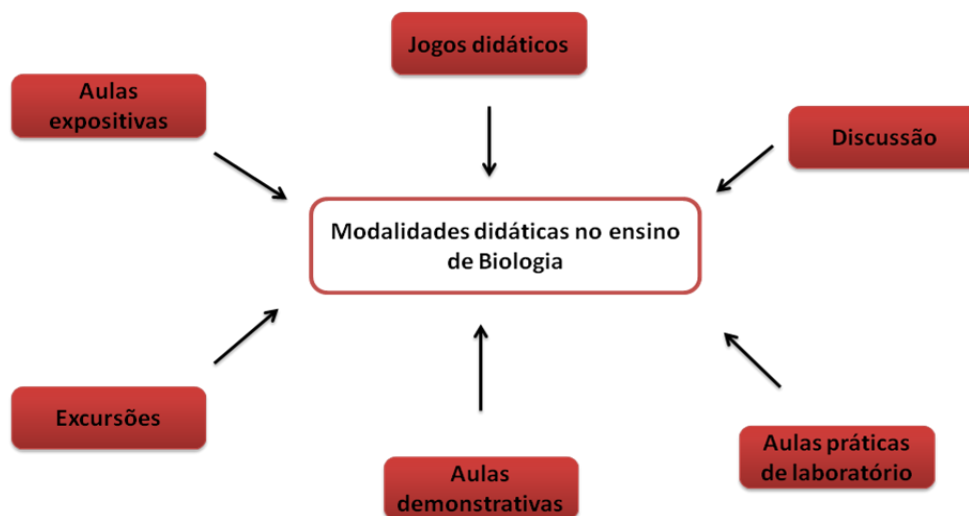 Jogos didáticos
Aulas
expositivas
Discussão
Modalidades didáticas no ensino
de Biologia
Excursões
Aulas práticas
de laboratório
Aulas
demonstrativas